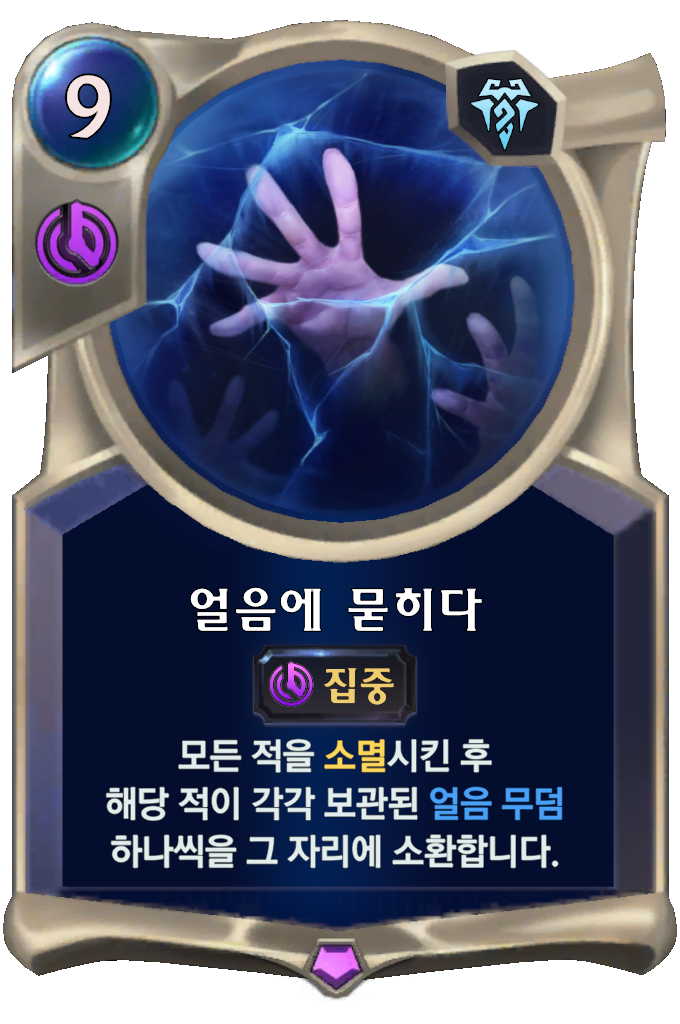 9
얼음에 묻히다
집중
모든 적을 소멸시킨 후
해당 적이 각각 보관된 얼음 무덤
하나씩을 그 자리에 소환합니다.